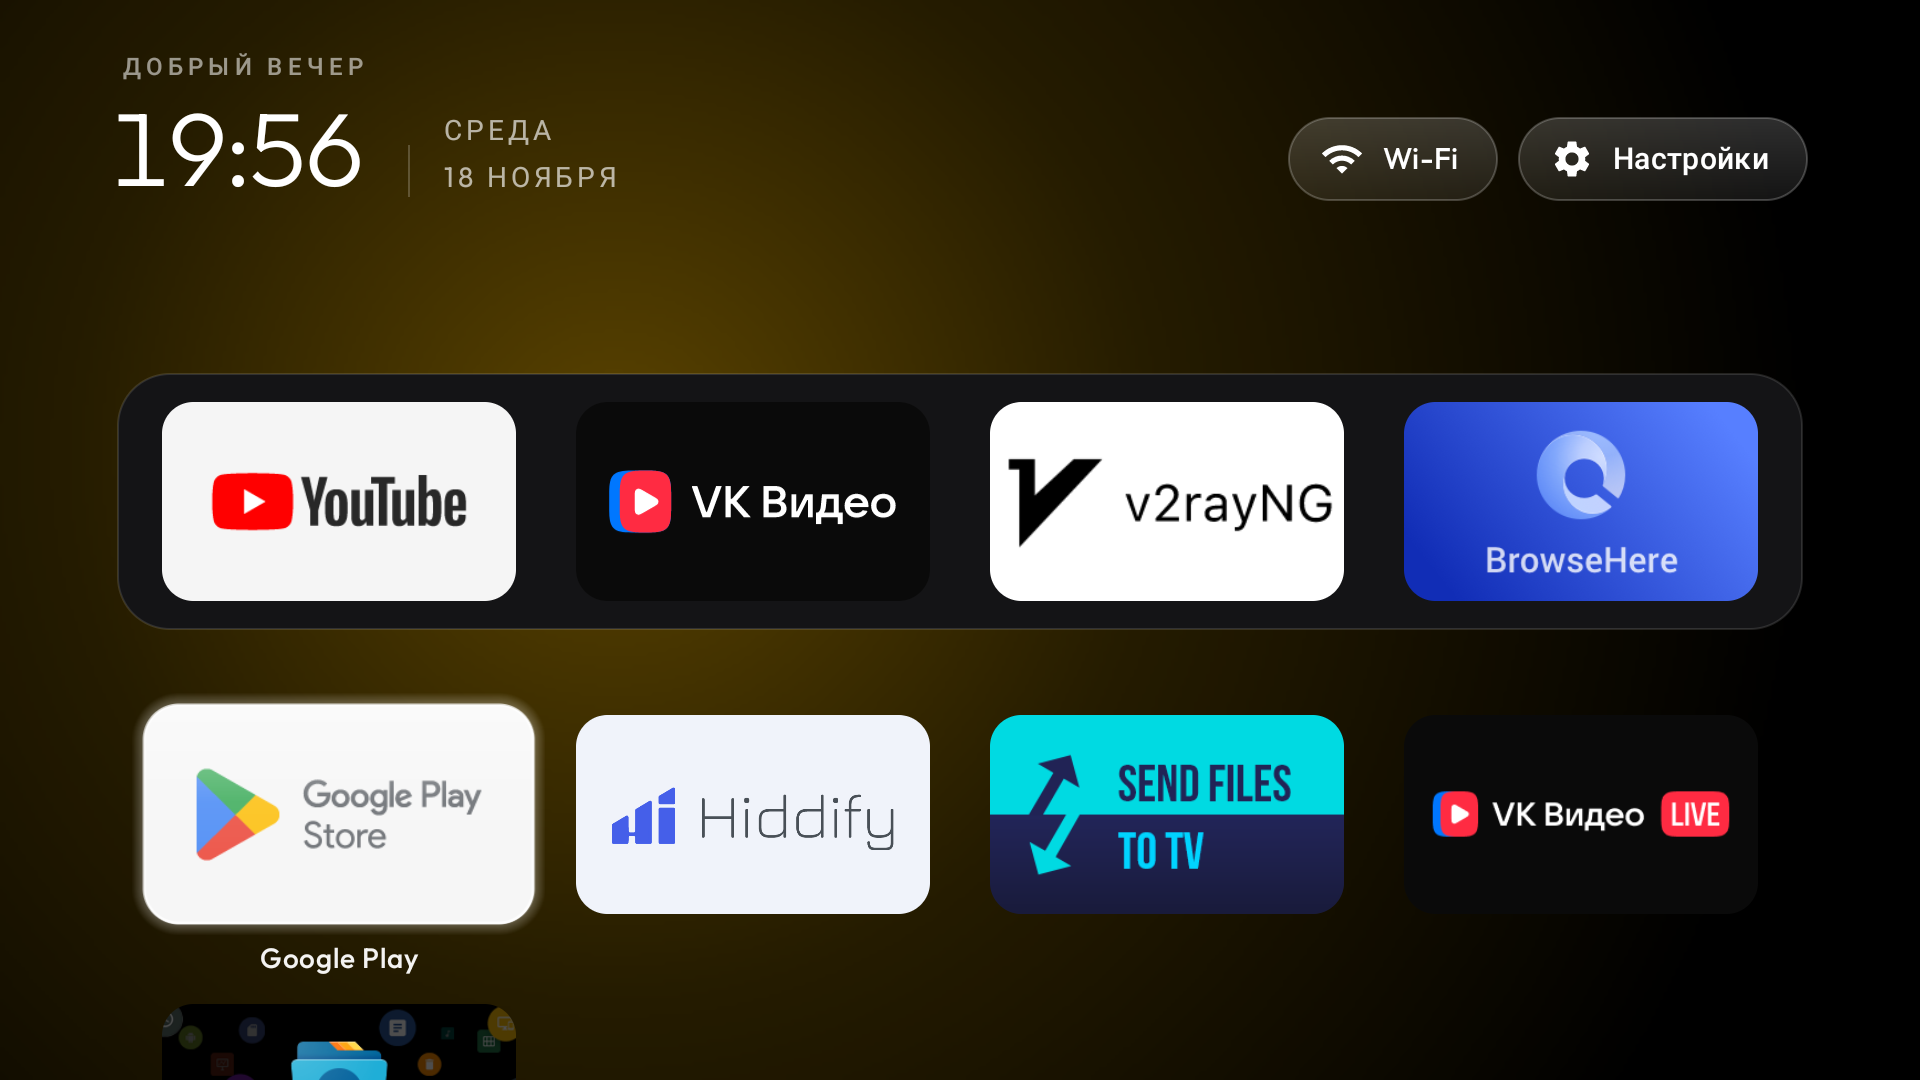 ДОБРЫЙ ВЕЧЕР
19:56
СРЕДА
18 НОЯБРЯ
Wi-Fi
Настройки
YouTube
VK Видео
v2rayNG
BrowseHere
Google Play
Store
Hiddify
SEND FILES
TO TV
VK Видео LIVE
Google Play